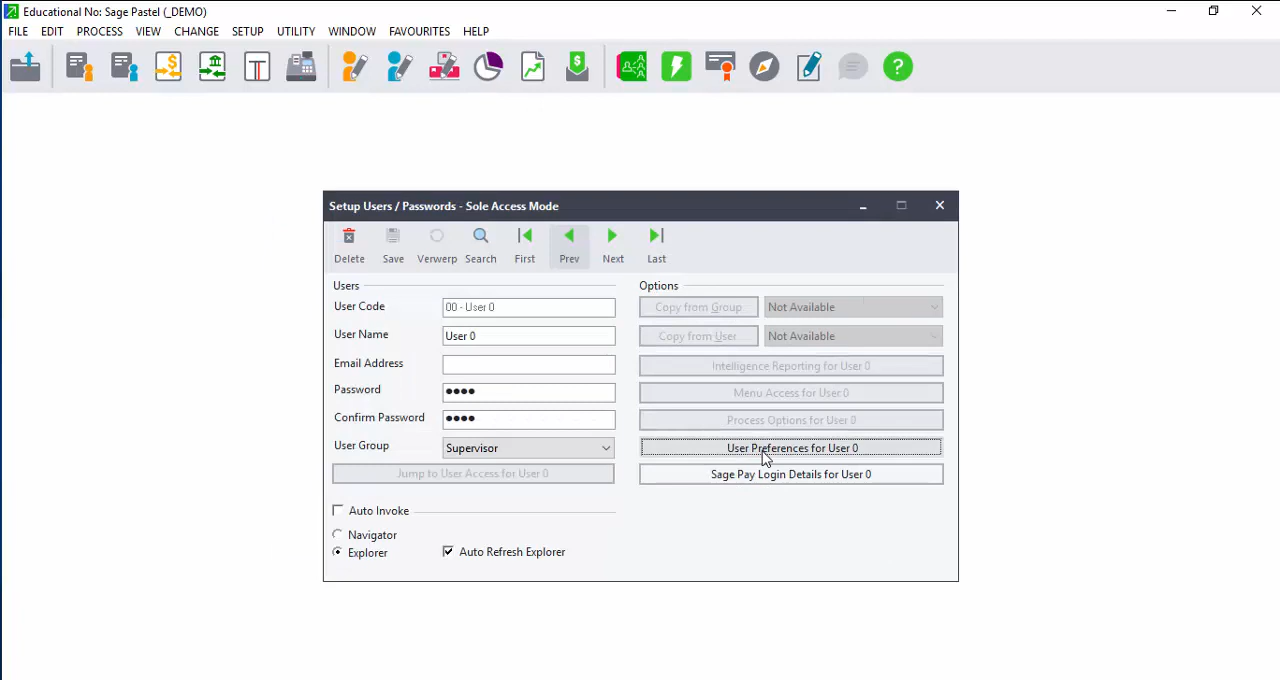 Educational No: Sage Pastel (_DEMO)
FILE EDIT PROCESS VIEW CHANGE SETUP UTILITY WINDOW FAVOURITES HELP
Setup Users / Passwords - Sole Access Mode
Delete Save Verwerp Search First Prev Next Last
Users
Options
User Code 00 - User 0 Copy from Group Not Available
User Name User 0 Copy from User Not Available
Email Address Intelligence Reporting for User 0
Password •••• Menu Access for User 0
Confirm Password •••• Process Options for User 0
User Group Supervisor User Preferences for User 0
Jump to User Access for User 0 Sage Pay Login Details for User 0
Auto Invoke
Navigator
Explorer Auto Refresh Explorer